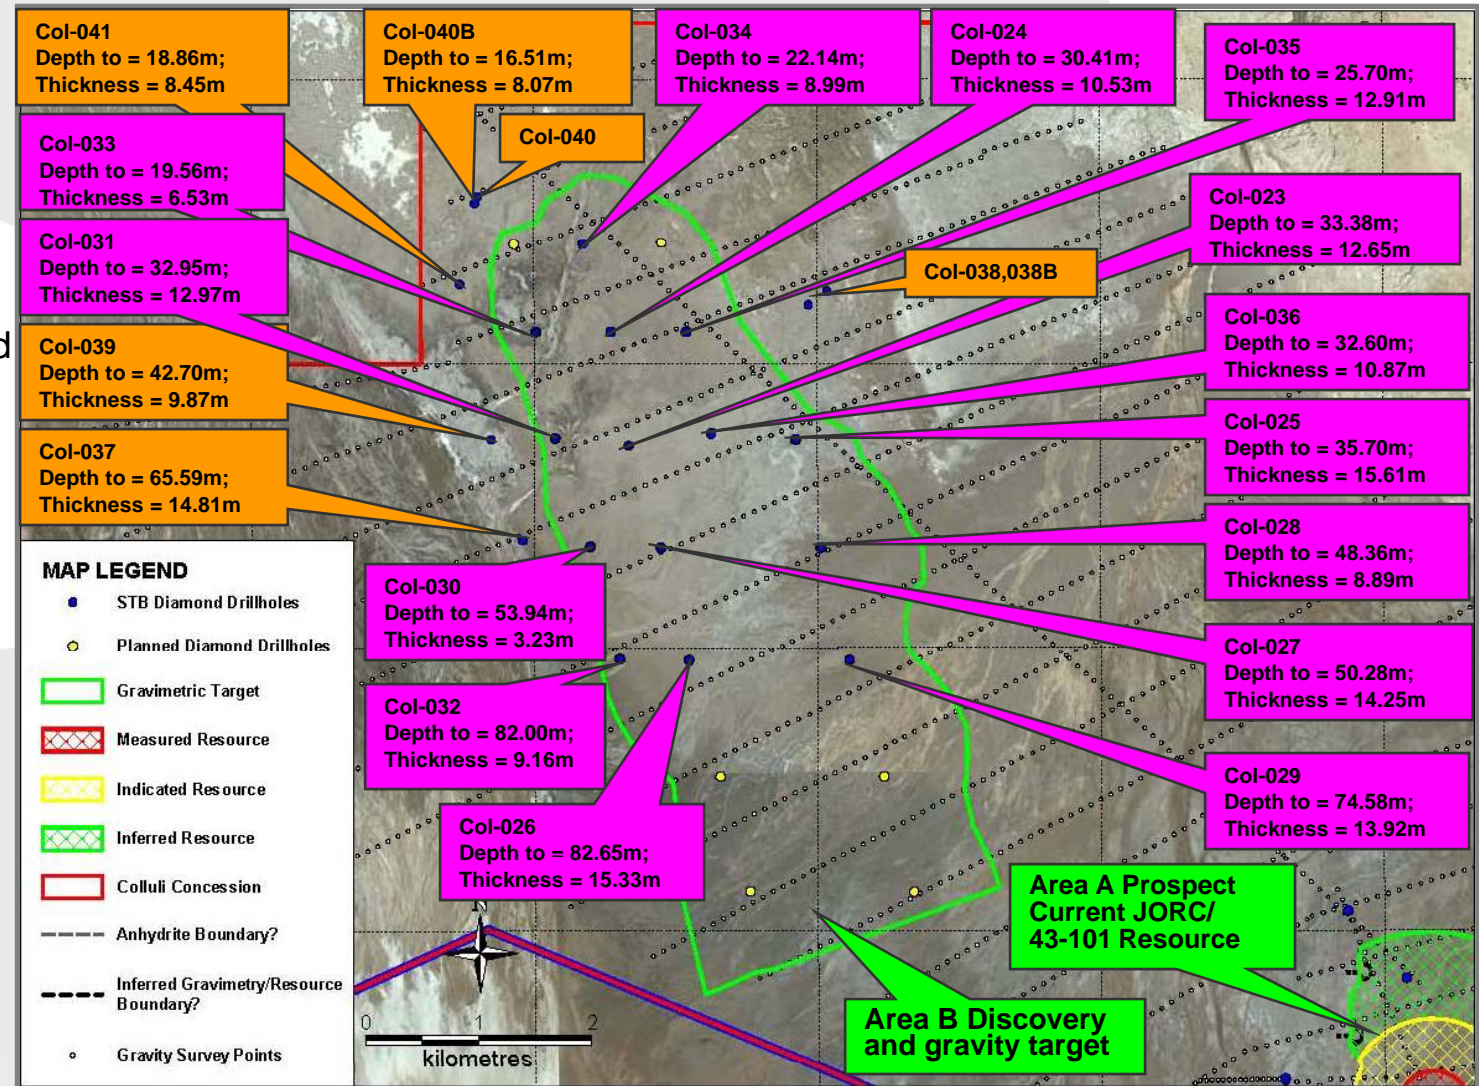 Col-041
Depth to = 18.86m;
Thickness = 8.45m
Col-040B
Depth to = 16.51m;
Thickness = 8.07m
Col-034
Depth to = 22.14m;
Thickness = 8.99m
Col-024
Depth to = 30.41m;
Thickness = 10.53m
Col-035
Depth to = 25.70m;
Thickness = 12.91m
Col-040
Col-033
Depth to = 19.56m;
Thickness = 6.53m
Col-023
Depth to = 33.38m;
Thickness = 12.65m
Col-031
Depth to = 32.95m;
Thickness = 12.97m
Col-038,038B
Col-036
Depth to = 32.60m;
Thickness = 10.87m
d
Col-039
Depth to = 42.70m;
Thickness = 9.87m
Col-025
Depth to = 35.70m;
Thickness = 15.61m
Col-037
Depth to = 65.59m;
Thickness = 14.81m
Col-028
Depth to = 48.36m;
Thickness = 8.89m
Col-030
Depth to = 53.94m;
Thickness = 3.23m
Col-027
Depth to = 50.28m;
Thickness = 14.25m
Col-032
Depth to = 82.00m;
Thickness = 9.16m
Col-029
Depth to = 74.58m;
Thickness = 13.92m
Col-026
Depth to = 82.65m;
Thickness = 15.33m
MAP LEGEND
STB Diamond Drillholes
Planned Diamond Drillholes
Gravimetric Target
Measured Resource
Indicated Resource
Inferred Resource
Colluli Concession
Anhydrite Boundary?
Inferred Gravimetry/Resource
Boundary?
Gravity Survey Points
N
0 1 2
kilometres
Area A Prospect
Current JORC/
43-101 Resource
Area B Discovery
and gravity target